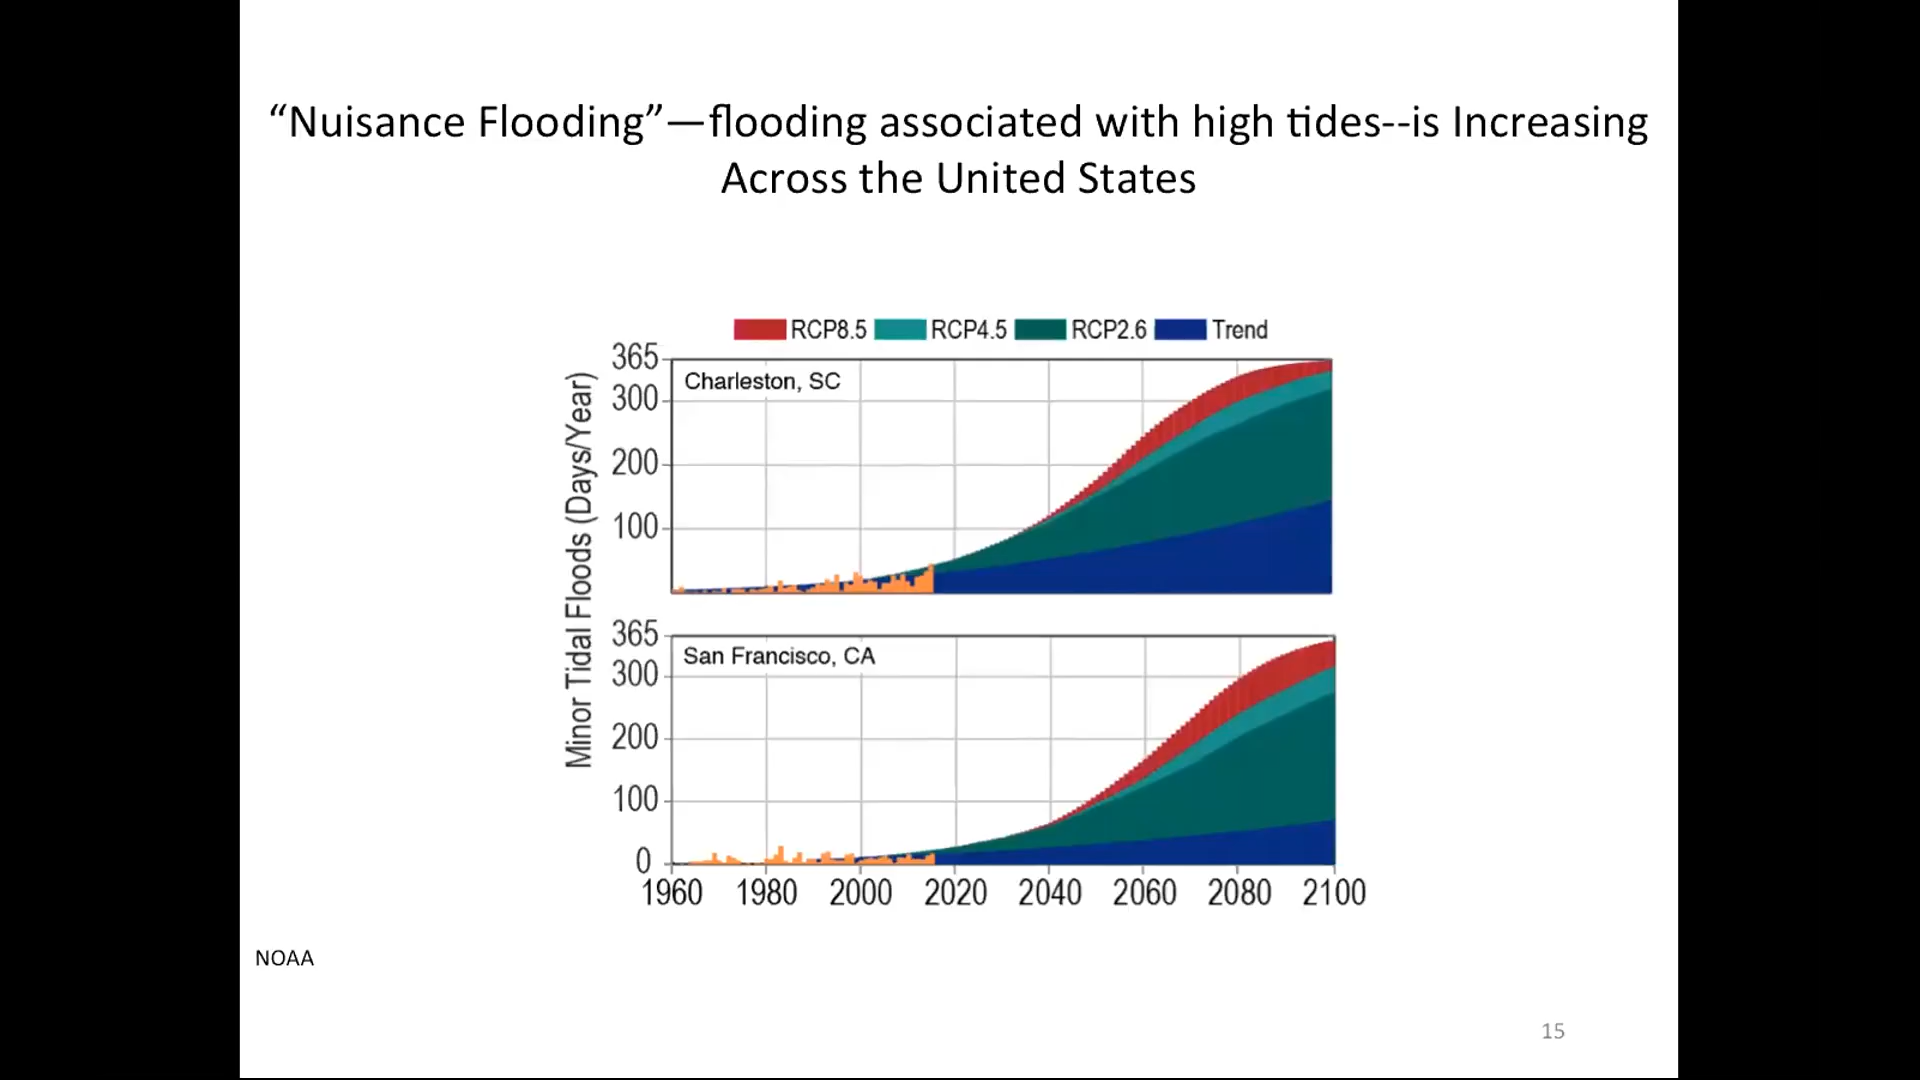 “Nuisance Flooding”—flooding associated with high tides--is Increasing
Across the United States
RCP8.5 RCP4.5 RCP2.6 Trend
Minor Tidal Floods (Days/Year)
365
Charleston, SC
300
200
100
365
San Francisco, CA
300
200
100
0
1960 1980 2000 2020 2040 2060 2080 2100
NOAA
15